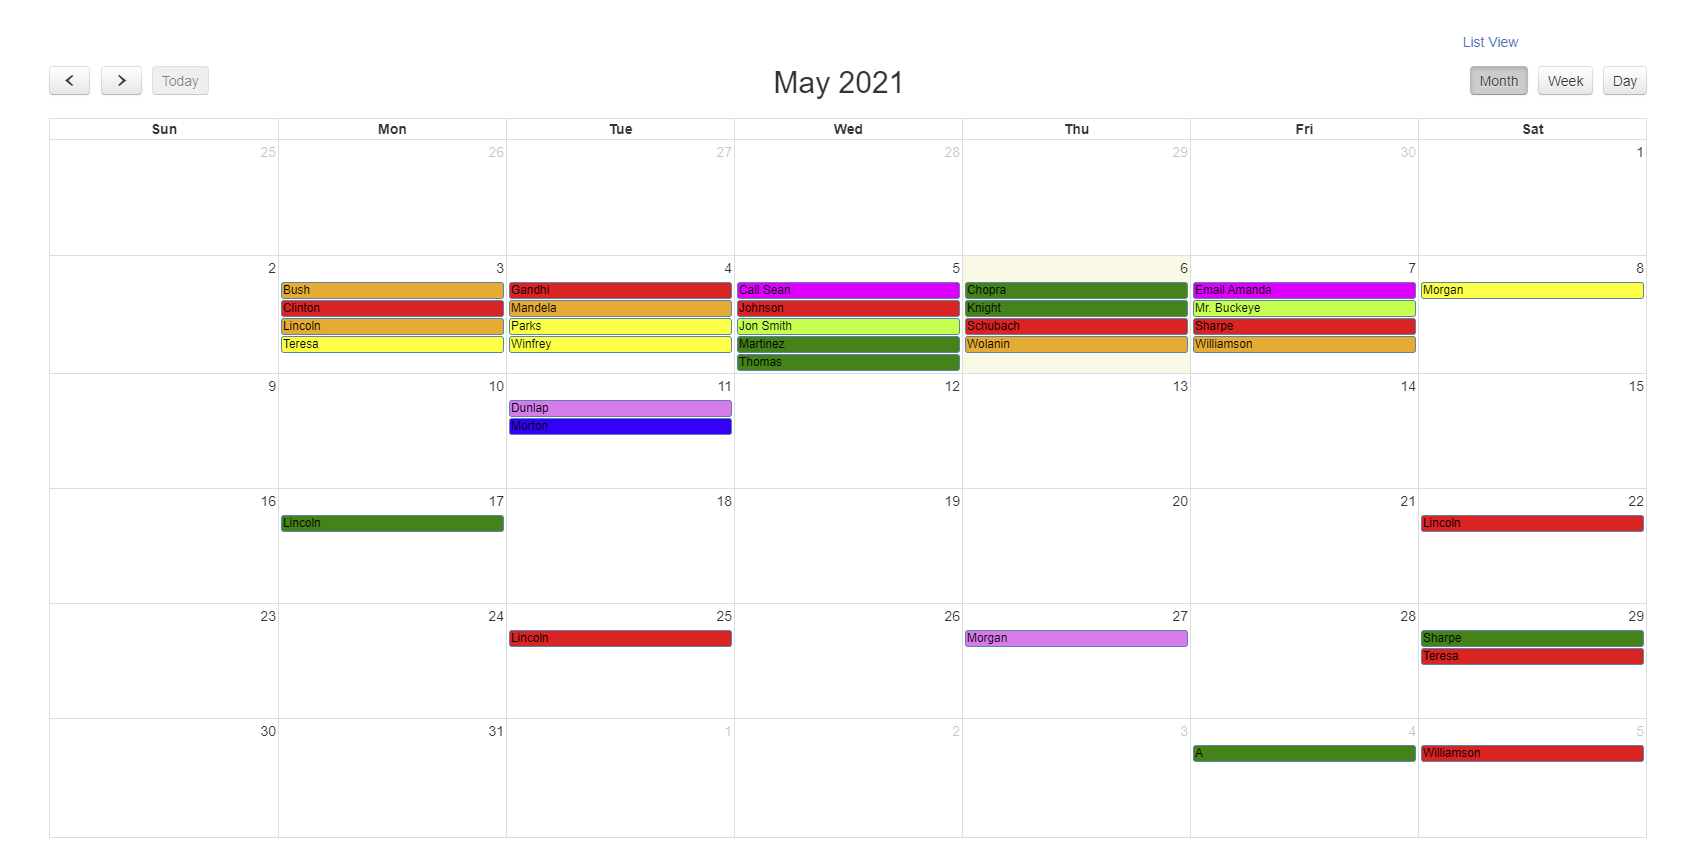 List View
Today
May 2021
Month Week Day
Sun Mon Tue Wed Thu Fri Sat
25 26 27 28 29 30 1
2 3 4 5 6 7 8
Bush Gandhi Call Sean Chopra Email Amanda Morgan
Clinton Mandela Johnson Knight Mr. Buckeye
Lincoln Parks Jon Smith Schubach Sharpe
Teresa Winfrey Martinez Wolanin Williamson
Thomas
9 10 11 12 13 14 15
Dunlap
Morton
16 17 18 19 20 21 22
Lincoln Lincoln
23 24 25 26 27 28 29
Lincoln Morgan Sharpe
Teresa
30 31 1 2 3 4 5
A Williamson